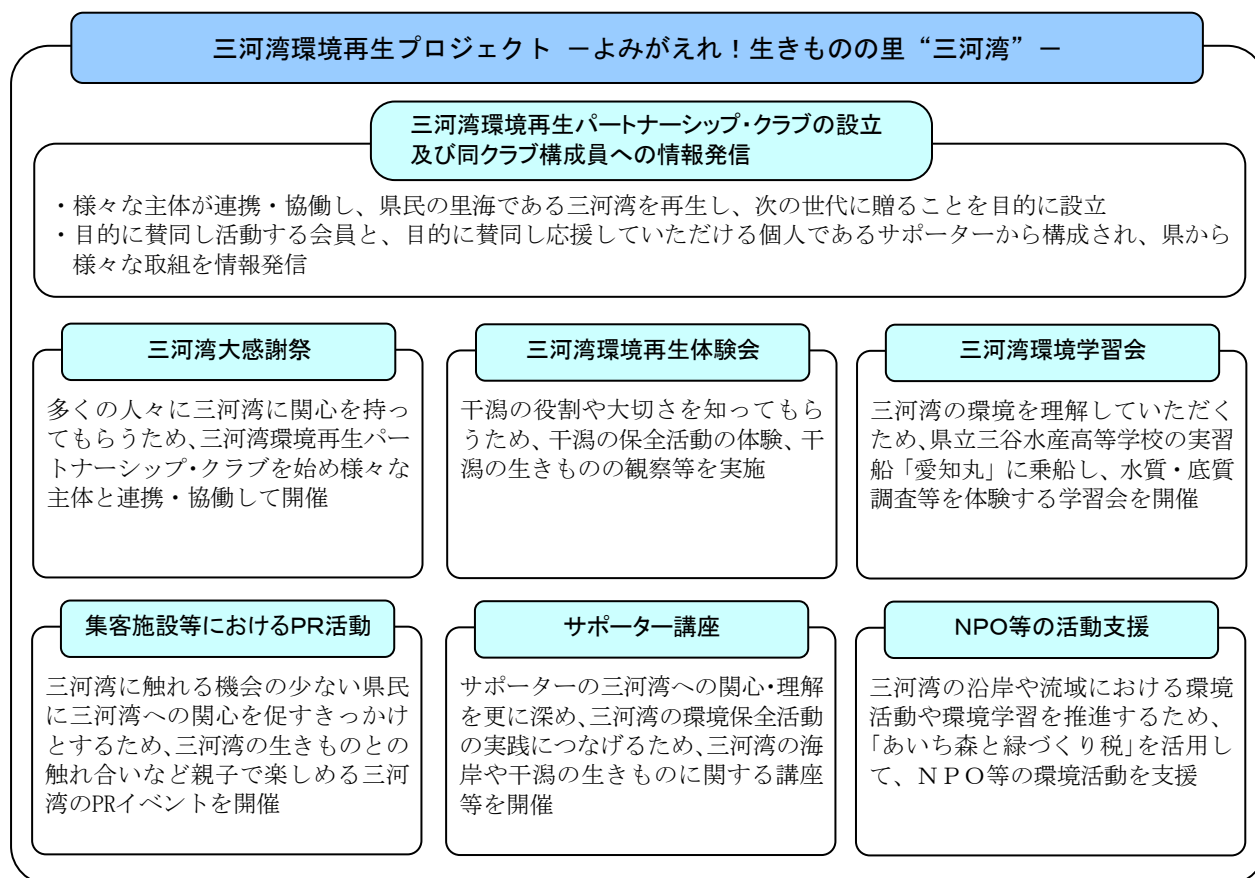 三河湾環境再生プロジェクト －よみがえれ！生きものの里“三河湾”－
三河湾環境再生パートナーシップ・クラブの設立
及び同クラブ構成員への情報発信
・様々な主体が連携・協働し、県民の里海である三河湾を再生し、次の世代に贈ることを目的に設立
・目的に賛同し活動する会員と、目的に賛同し応援していただける個人であるサポーターから構成され、県から
様々な取組を情報発信
三河湾大感謝祭
多くの人々に三河湾に関心を持っ
てもらうため、三河湾環境再生パー
トナーシップ・クラブを始め様々な
主体と連携・協働して開催
三河湾環境再生体験会
干潟の役割や大切さを知ってもら
うため、干潟の保全活動の体験、干
潟の生きものの観察等を実施
三河湾環境学習会
三河湾の環境を理解していただく
ため、県立三谷水産高等学校の実習
船「愛知丸」に乗船し、水質・底質
調査等を体験する学習会を開催
集客施設等におけるPR活動
三河湾に触れる機会の少ない県民
に三河湾への関心を促すきっかけ
とするため、三河湾の生きものとの
触れ合いなど親子で楽しめる三河
湾のPRイベントを開催
サポーター講座
サポーターの三河湾への関心・理解
を更に深め、三河湾の環境保全活動
の実践につなげるため、三河湾の海
岸や干潟の生きものに関する講座
等を開催
NPO等の活動支援
三河湾の沿岸や流域における環境
活動や環境学習を推進するため、
「あいち森と緑づくり税」を活用し
て、ＮＰＯ等の環境活動を支援